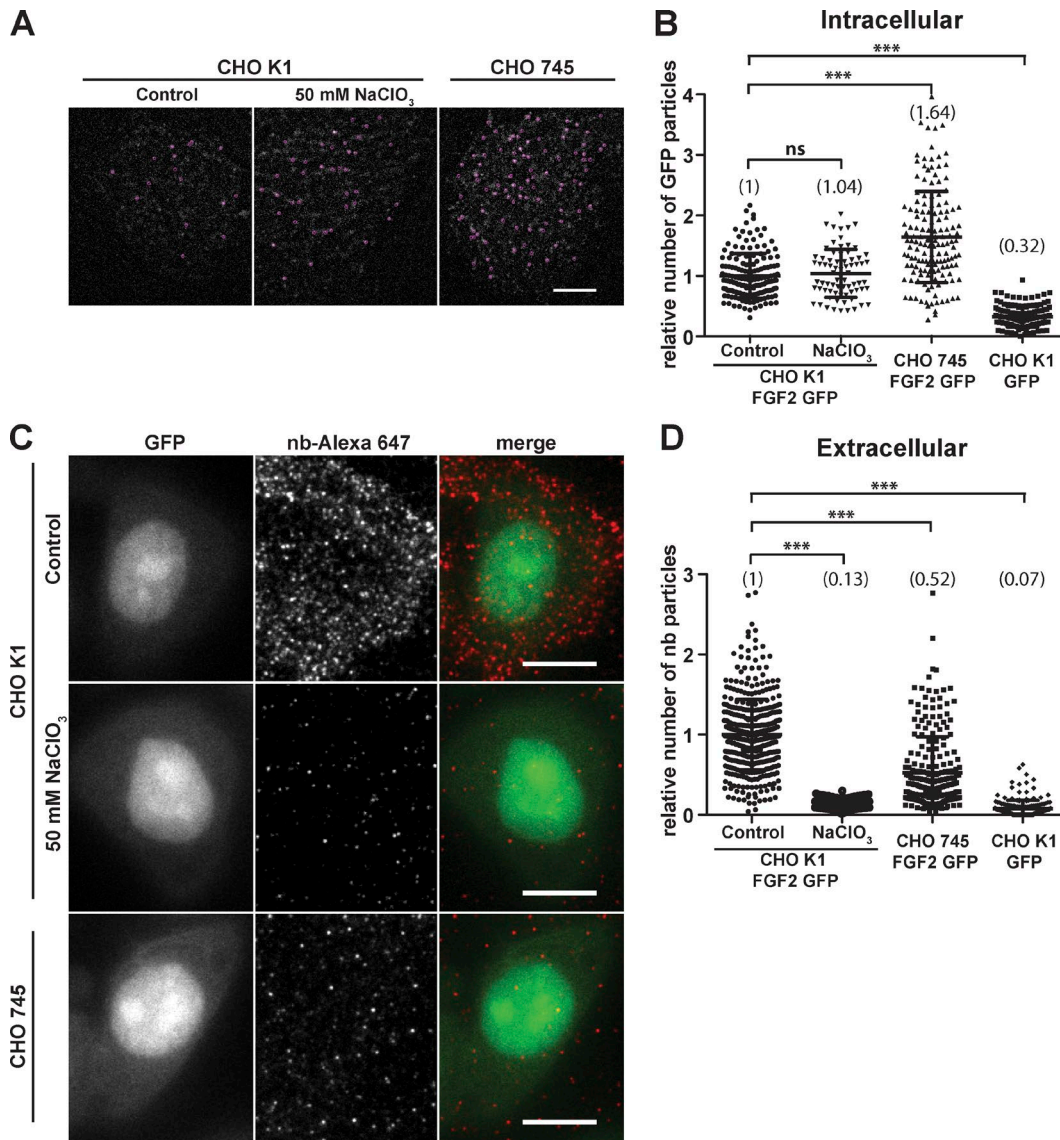 A
CHO K1
CHO 745
Control
50 mM NaClO₃
B
Intracellular
***
***
ns
(1)
(1.04)
(1.64)
(0.32)
relative number of GFP particles
4
3
2
1
0
Control
NaClO₃
CHO K1
FGF2 GFP
CHO 745
FGF2 GFP
CHO K1
GFP
C
GFP
nb-Alexa 647
merge
CHO K1
Control
50 mM NaClO₃
CHO 745
D
Extracellular
***
***
***
(1)
(0.13)
(0.52)
(0.07)
relative number of nb particles
3
2
1
0
Control
NaClO₃
CHO K1
FGF2 GFP
CHO 745
FGF2 GFP
CHO K1
GFP